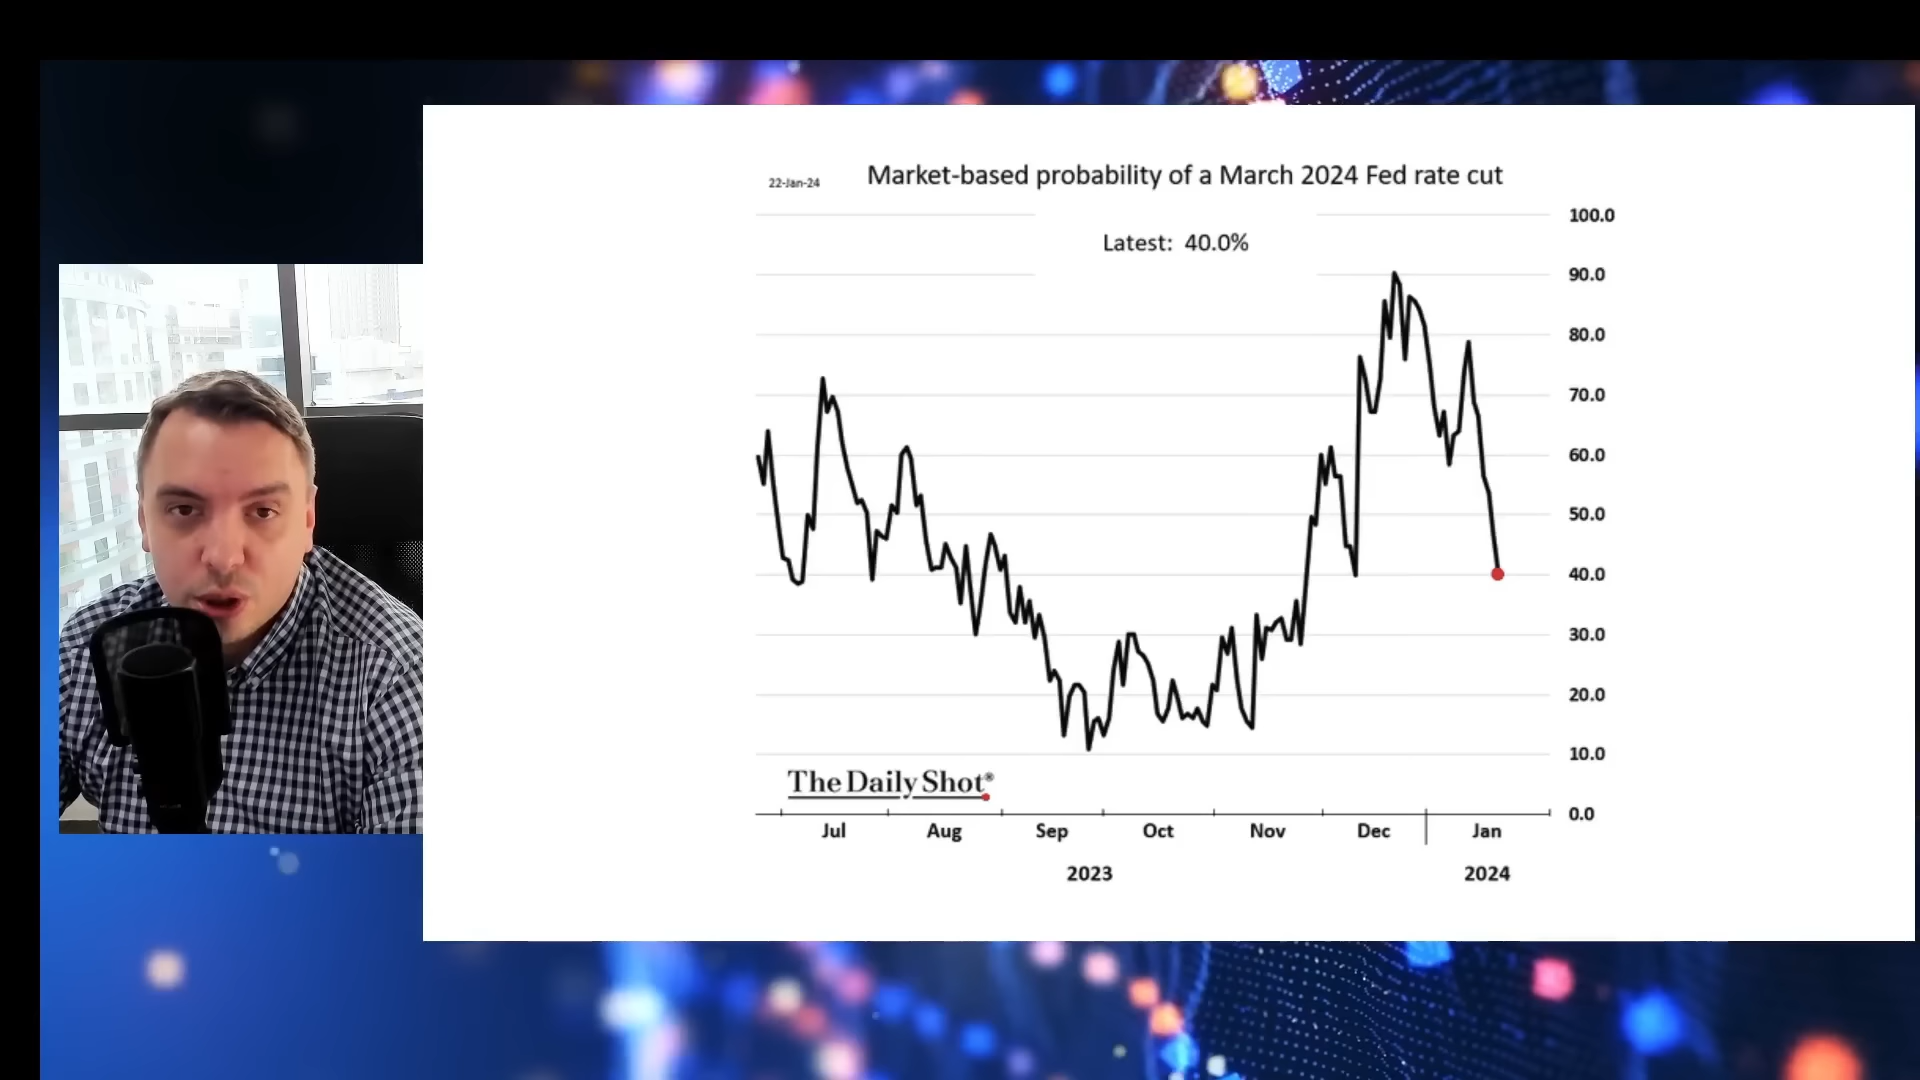 22-Jan-24
Market-based probability of a March 2024 Fed rate cut
Latest: 40.0%
100.0
90.0
80.0
70.0
60.0
50.0
40.0
30.0
20.0
10.0
0.0
The Daily Shot®
Jul Aug Sep Oct Nov Dec Jan
2023 2024